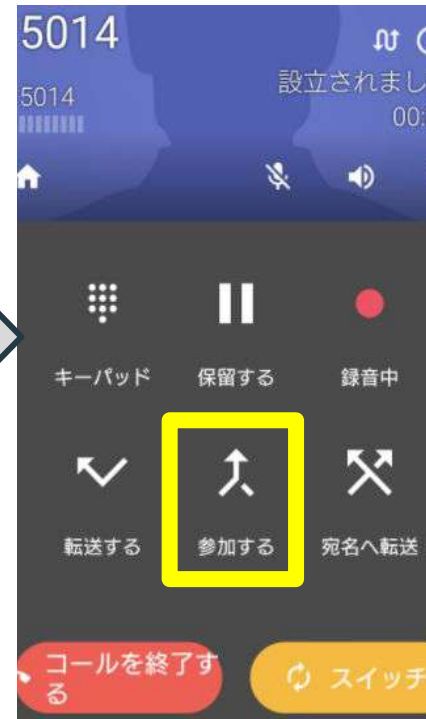 5014
設立されまし
5014
00:
キーパッド
保留する
録音中
転送する
参加する
宛名へ転送
コールを終了す
る
スイッチ